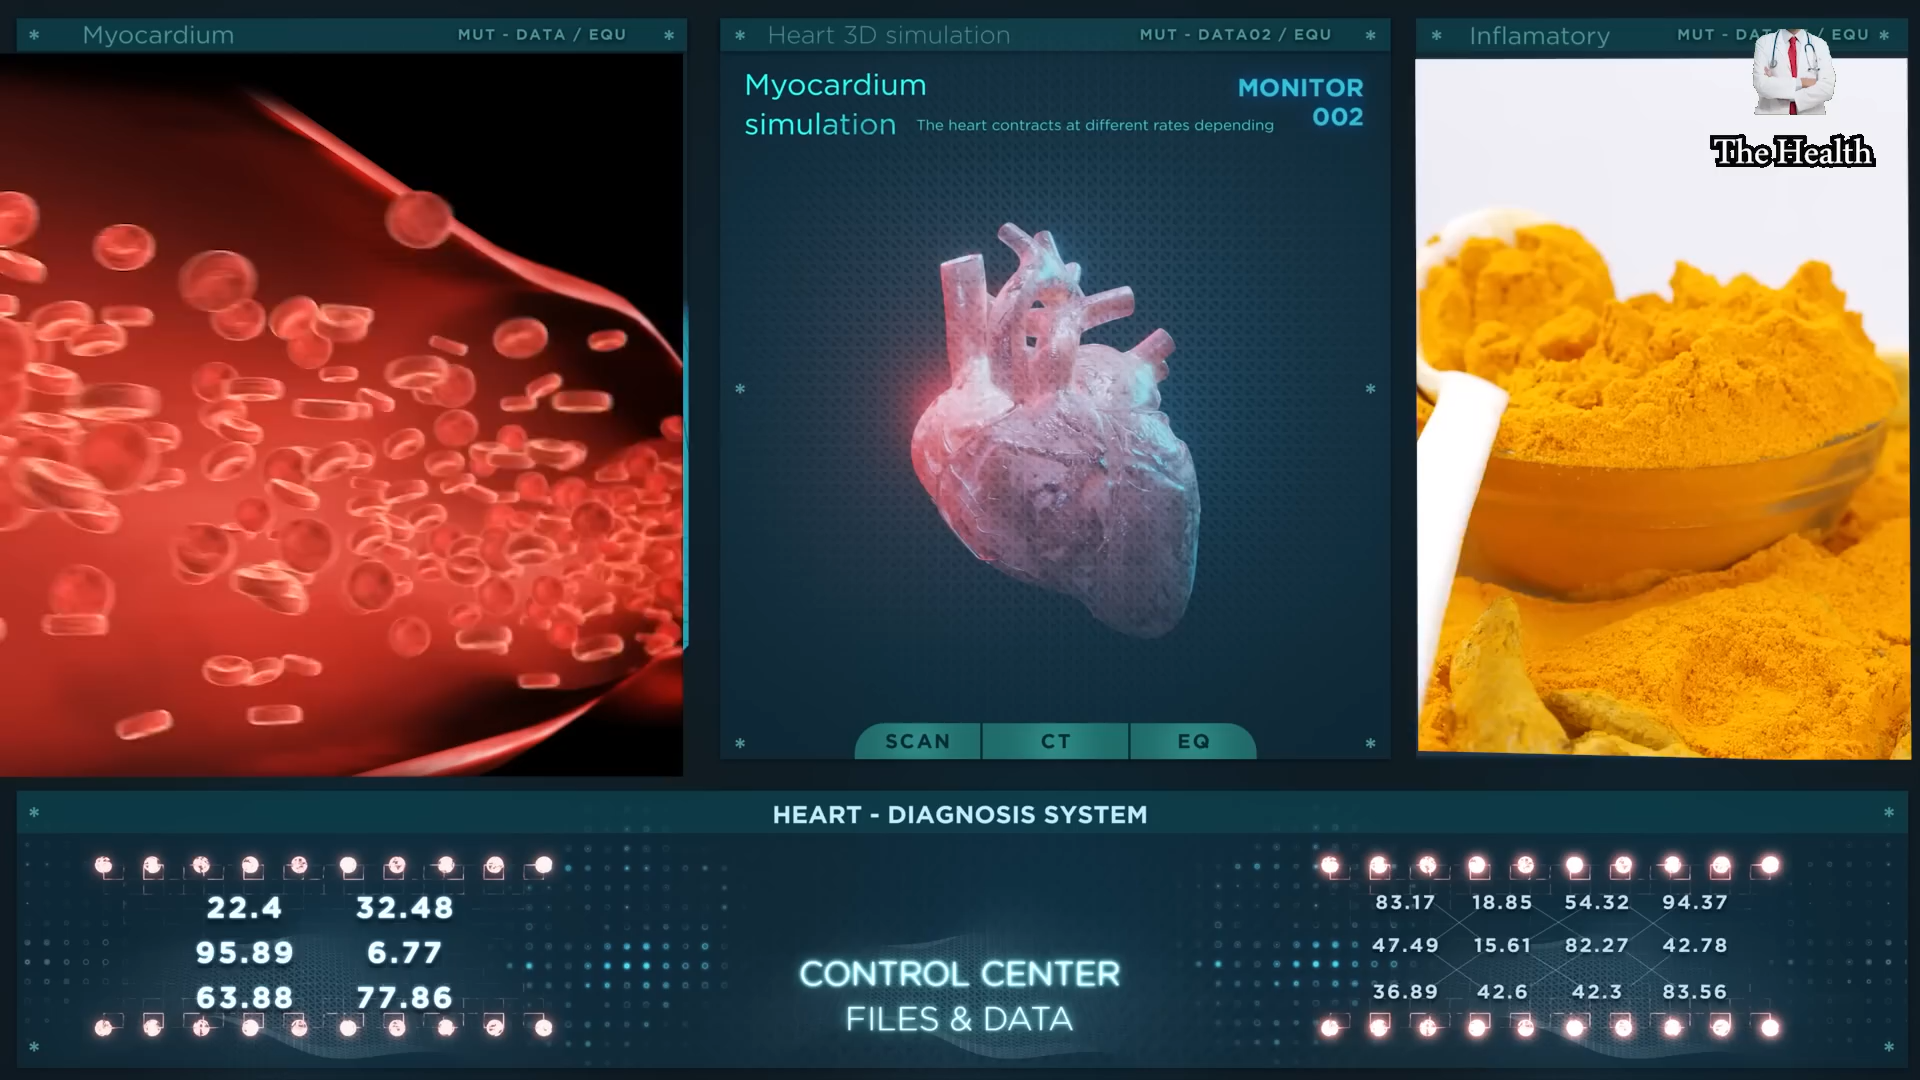 * Myocardium MUT - DATA / EQU *
* Heart 3D simulation MUT - DATA02 / EQU *
* Inflamatory MUT - / EQU *
The Health
Myocardium
simulation The heart contracts at different rates depending
MONITOR
002
SCAN CT EQ
HEART - DIAGNOSIS SYSTEM
22.4 32.48
95.89 6.77
63.88 77.86
CONTROL CENTER
FILES & DATA
83.17 18.85 54.32 94.37
47.49 15.61 82.27 42.78
36.89 42.6 42.3 83.56